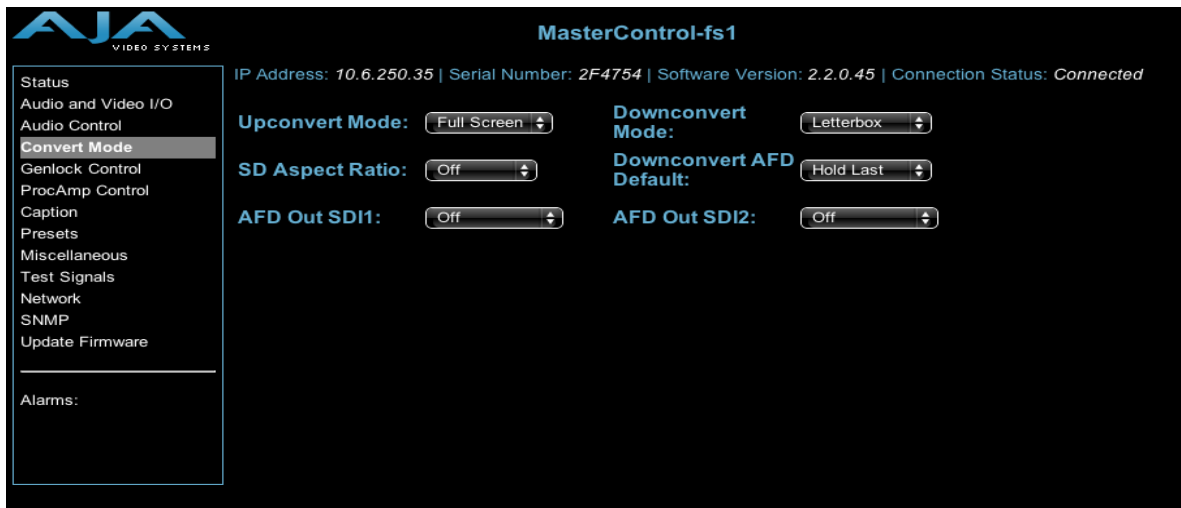 AJA
VIDEO SYSTEMS
MasterControl-fs1
IP Address: 10.6.250.35 | Serial Number: 2F4754 | Software Version: 2.2.0.45 | Connection Status: Connected
Status
Audio and Video I/O
Audio Control
Convert Mode
Genlock Control
ProcAmp Control
Caption
Presets
Miscellaneous
Test Signals
Network
SNMP
Update Firmware
Alarms:
Upconvert Mode: Full Screen
Downconvert
Mode: Letterbox
SD Aspect Ratio: Off
Downconvert AFD
Default: Hold Last
AFD Out SDI1: Off
AFD Out SDI2: Off